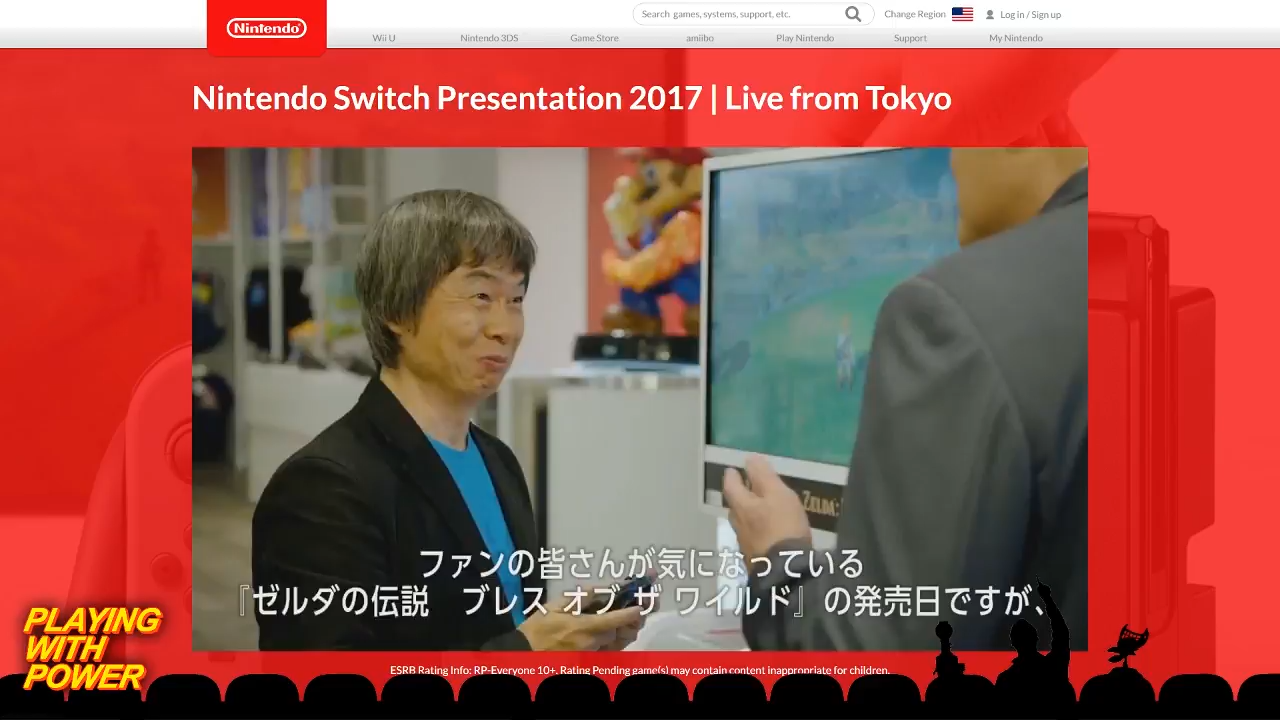 Nintendo
Search games, systems, support, etc.
Change Region
Log in / Sign up
Wii U
Nintendo 3DS
Game Store
amiibo
Play Nintendo
Support
My Nintendo
Nintendo Switch Presentation 2017 | Live from Tokyo
ZELDA:
ファンの皆さんが気になっている
『ゼルダの伝説　ブレス オブ ザ ワイルド』の発売日ですが、
ESRB Rating Info: RP-Everyone 10+, Rating Pending game(s) may contain content inappropriate for children.
PLAYING
WITH
POWER